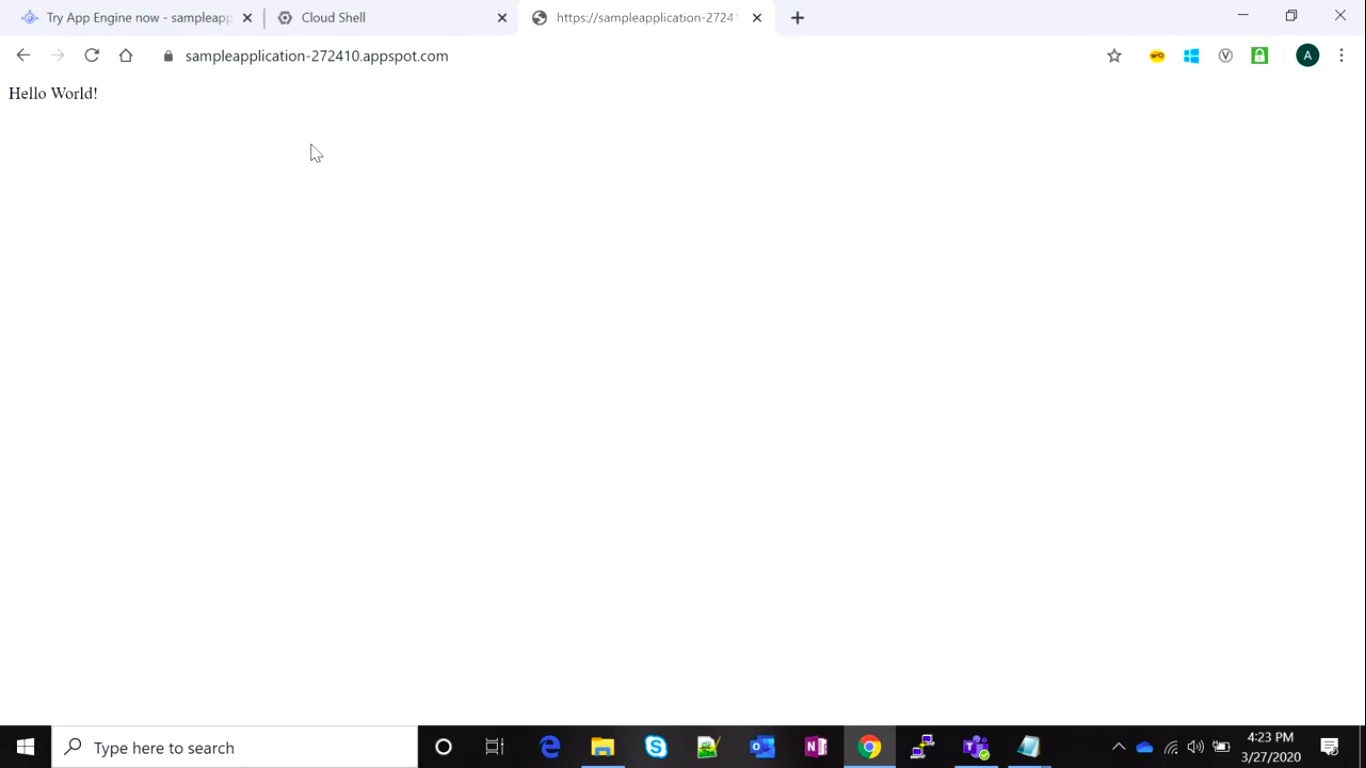 Try App Engine now - sampleapp
Cloud Shell
https://sampleapplication-2724
sampleapplication-272410.appspot.com
A
Hello World!
Type here to search
4:23 PM
3/27/2020